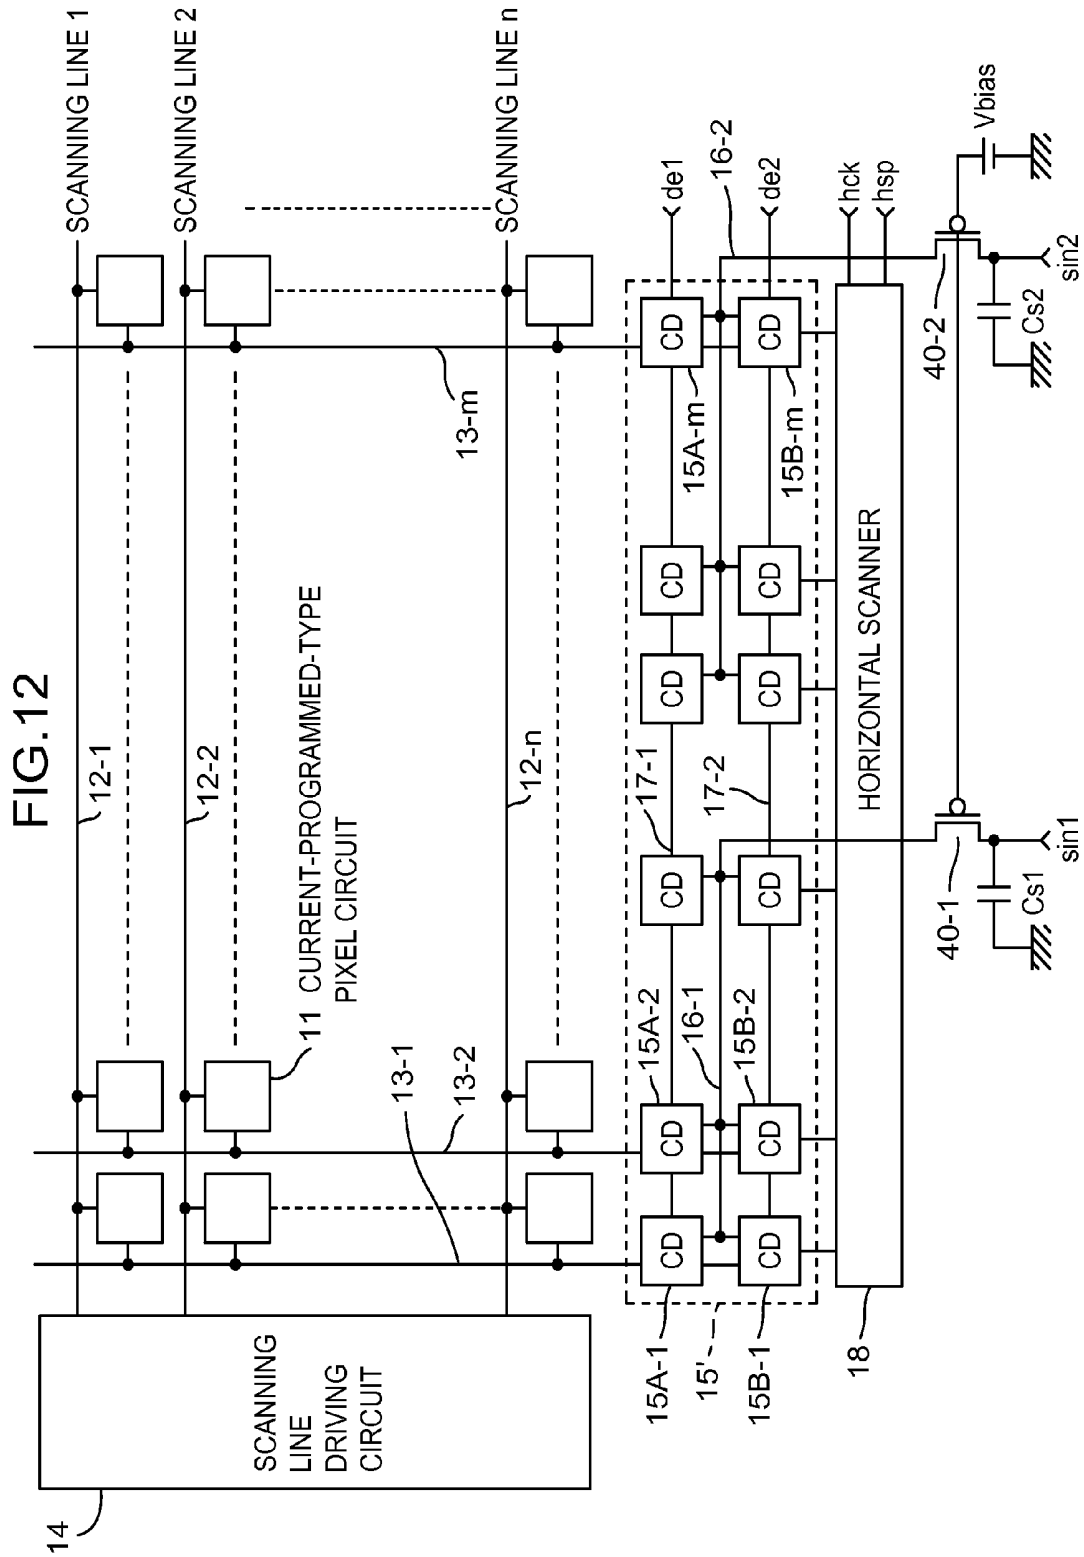 FIG.12
SCANNING LINE 1
SCANNING LINE 2
SCANNING LINE n
12-1
12-2
12-n
14
SCANNING
LINE
DRIVING
CIRCUIT
11 CURRENT-PROGRAMMED-TYPE
PIXEL CIRCUIT
13-1
13-2
13-m
15A-1
15'
15B-1
15A-2
16-1
15B-2
17-1
17-2
15A-m
15B-m
16-2
CD
CD
CD
CD
CD
CD
CD
CD
CD
CD
CD
CD
de1
de2
hck
hsp
18
HORIZONTAL SCANNER
40-1
40-2
Cs1
Cs2
sin1
sin2
Vbias